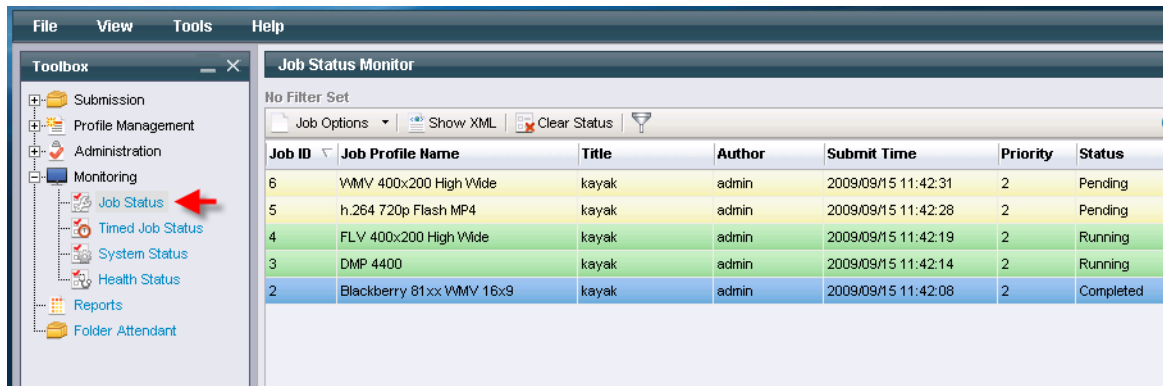 File View Tools Help
Toolbox
Submission
Profile Management
Administration
Monitoring
Job Status
Timed Job Status
System Status
Health Status
Reports
Folder Attendant
Job Status Monitor
No Filter Set
Job Options Show XML Clear Status
Job ID Job Profile Name Title Author Submit Time Priority Status
6 WMV 400x200 High Wide kayak admin 2009/09/15 11:42:31 2 Pending
5 h.264 720p Flash MP4 kayak admin 2009/09/15 11:42:28 2 Pending
4 FLV 400x200 High Wide kayak admin 2009/09/15 11:42:19 2 Running
3 DMP 4400 kayak admin 2009/09/15 11:42:14 2 Running
2 Blackberry 81xx WMV 16x9 kayak admin 2009/09/15 11:42:08 2 Completed